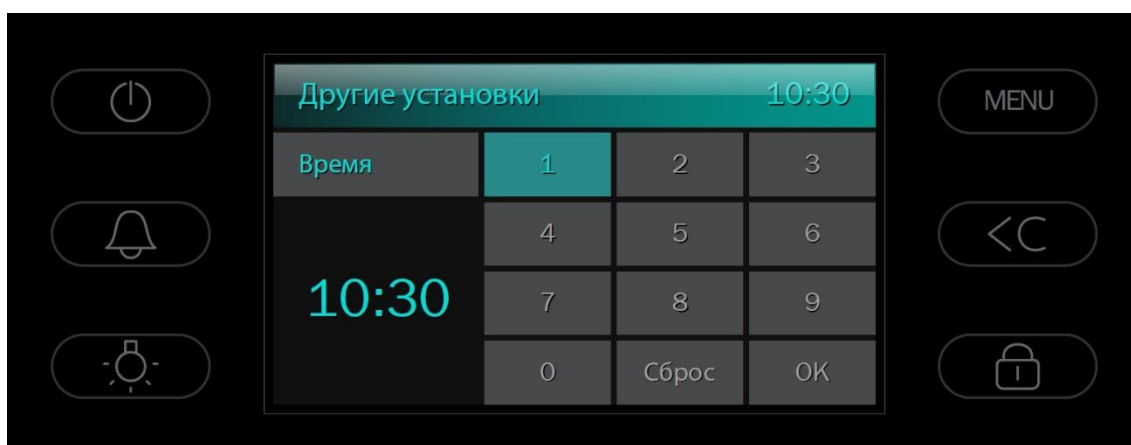 Другие установки 10:30
MENU
Время 1 2 3
4 5 6
<C
10:30
7 8 9
0 Сброс OK